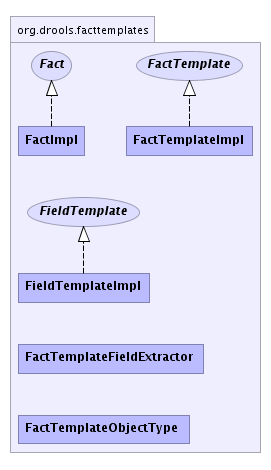 org.drools.facttemplates
Fact
FactTemplate
FactImpl
FactTemplateImpl
FieldTemplate
FieldTemplateImpl
FactTemplateFieldExtractor
FactTemplateObjectType